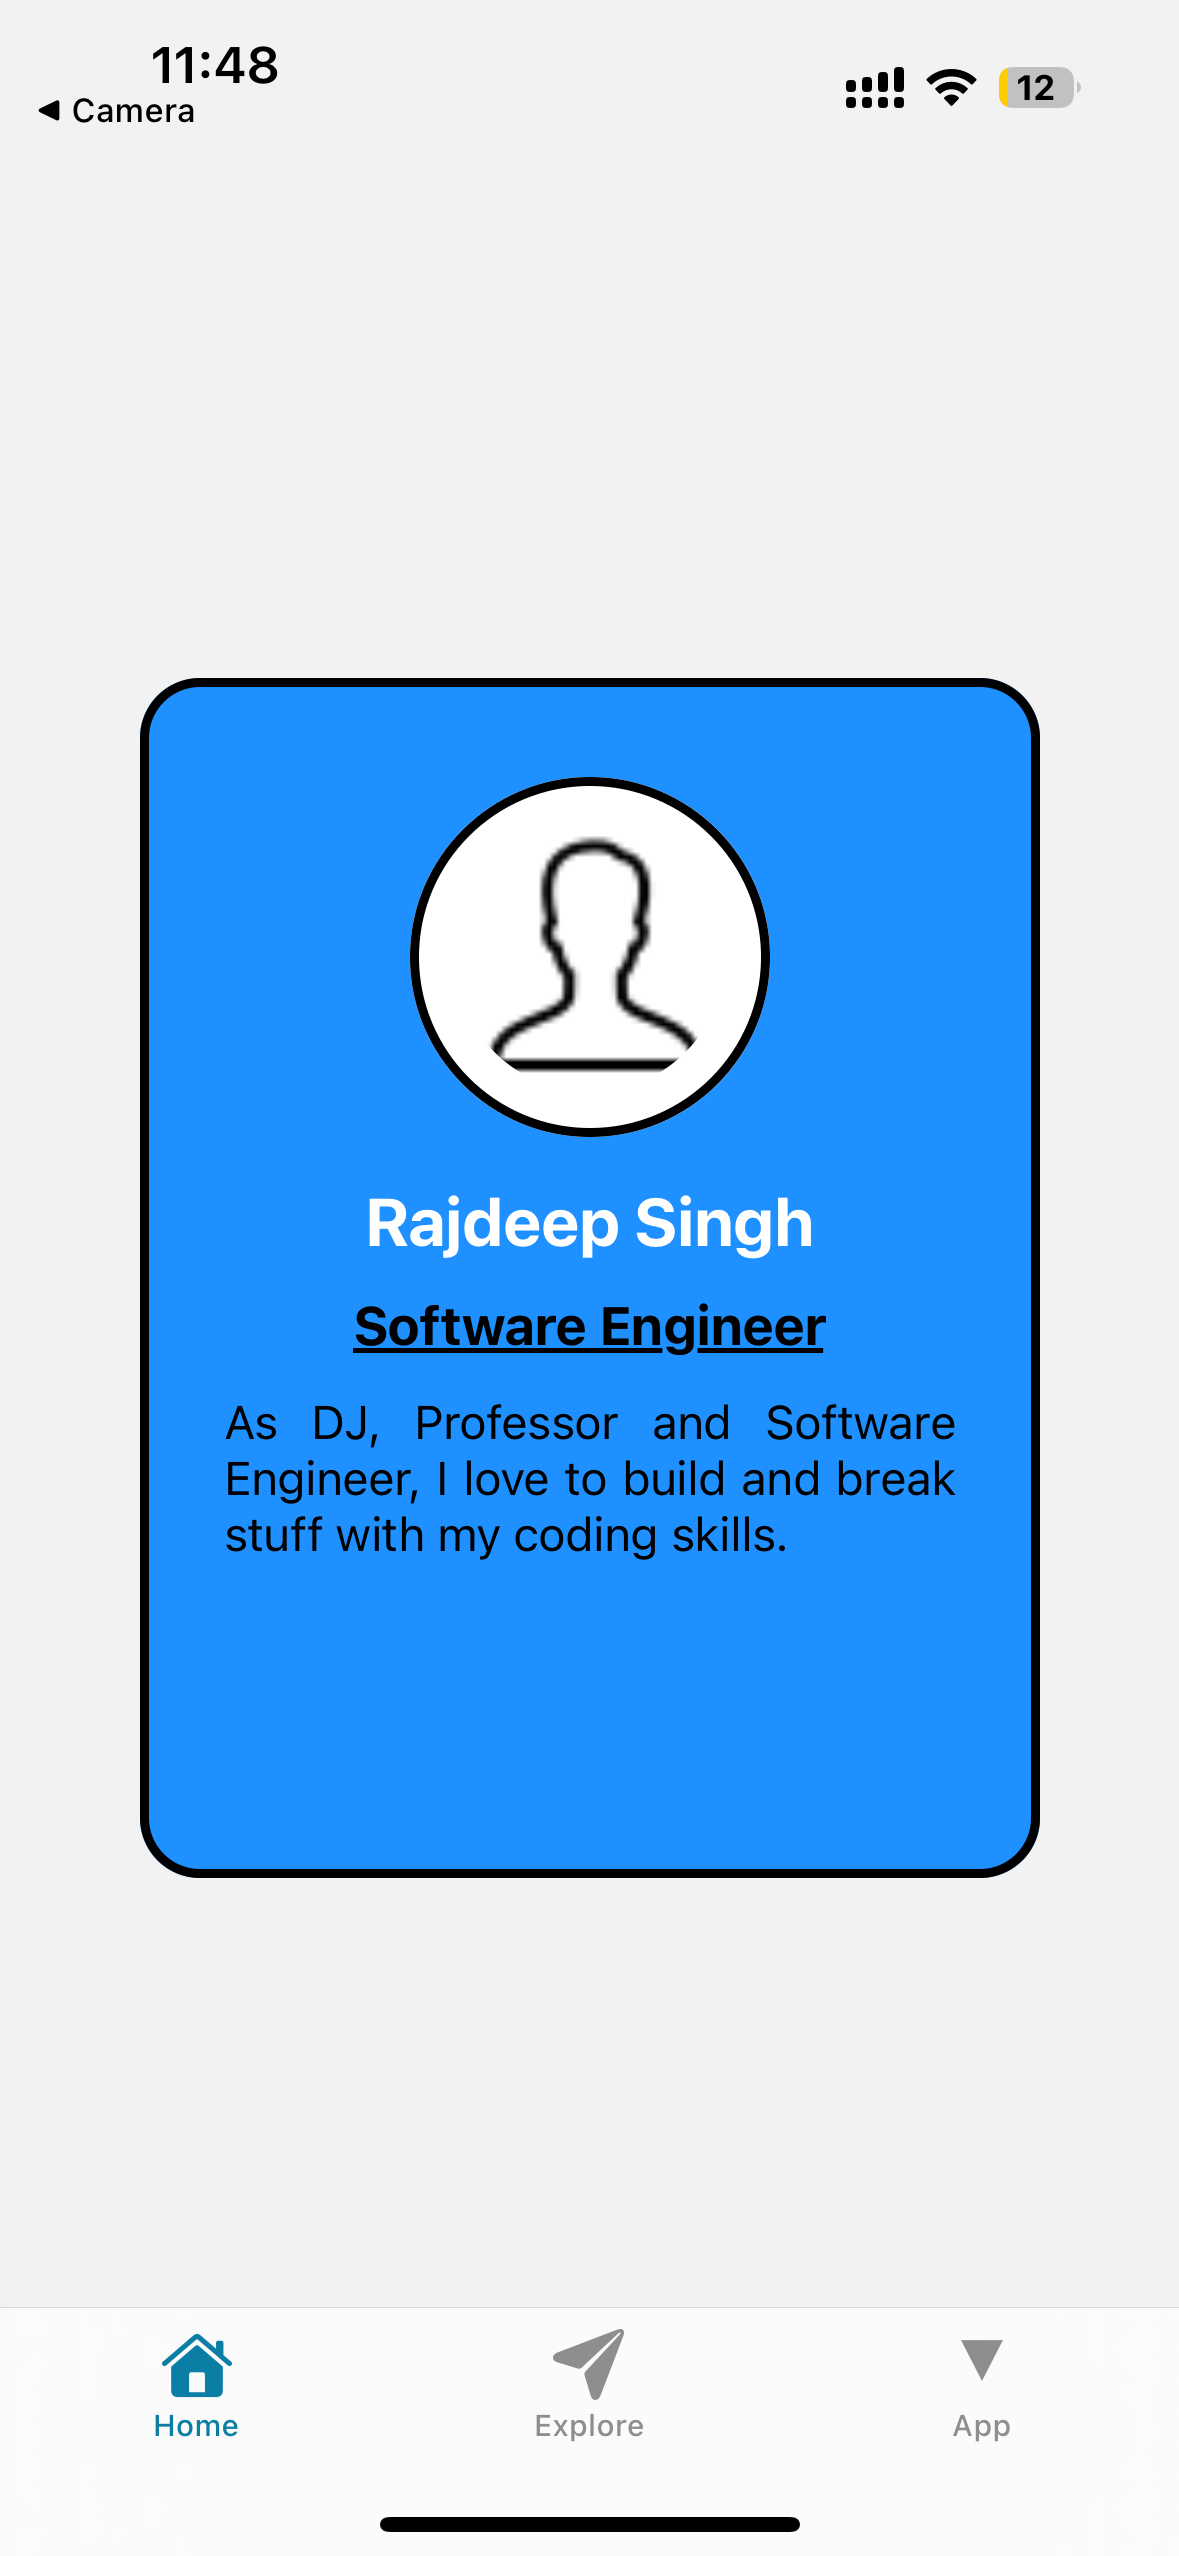 11:48
◀ Camera
12
Rajdeep Singh
Software Engineer
As DJ, Professor and Software
Engineer, I love to build and break
stuff with my coding skills.
Home
Explore
App